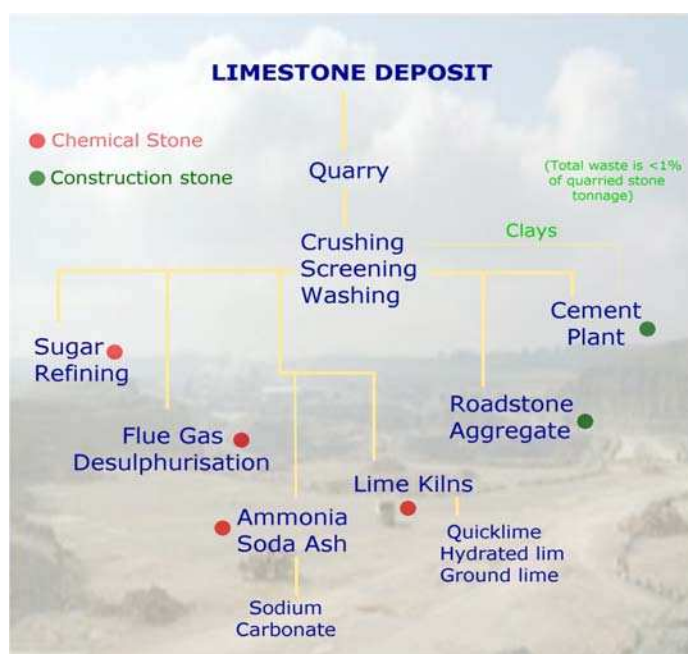 LIMESTONE DEPOSIT
Chemical Stone
Construction stone
Quarry
(Total waste is <1%
of quarried stone
tonnage)
Clays
Crushing
Screening
Washing
Cement
Plant
Sugar
Refining
Roadstone
Aggregate
Flue Gas
Desulphurisation
Lime Kilns
Ammonia
Soda Ash
Quicklime
Hydrated lim
Ground lime
Sodium
Carbonate